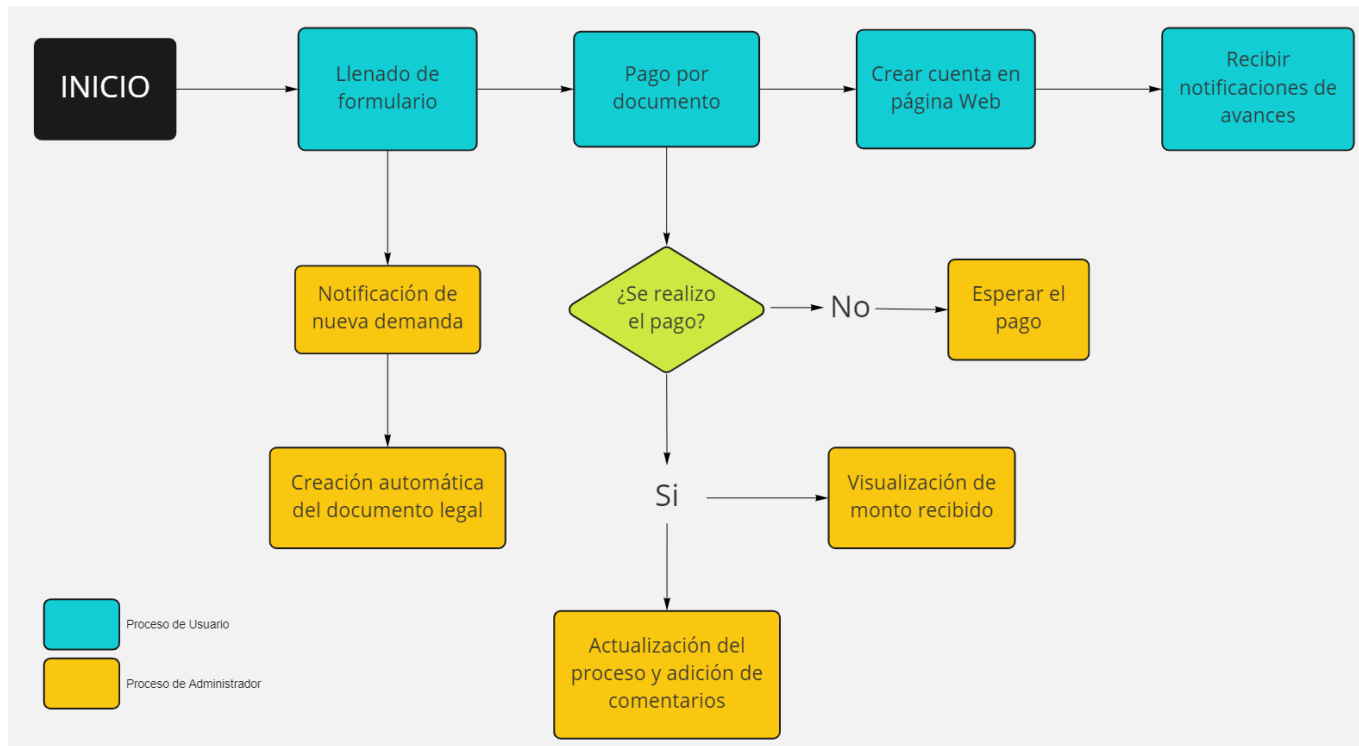 INICIO
Llenado de
formulario
Pago por
documento
Crear cuenta en
página Web
Recibir
notificaciones de
avances
Notificación de
nueva demanda
¿Se realizo
el pago?
No
Esperar el
pago
Creación automática
del documento legal
Si
Visualización de
monto recibido
Actualización del
proceso y adición de
comentarios
Proceso de Usuario
Proceso de Administrador